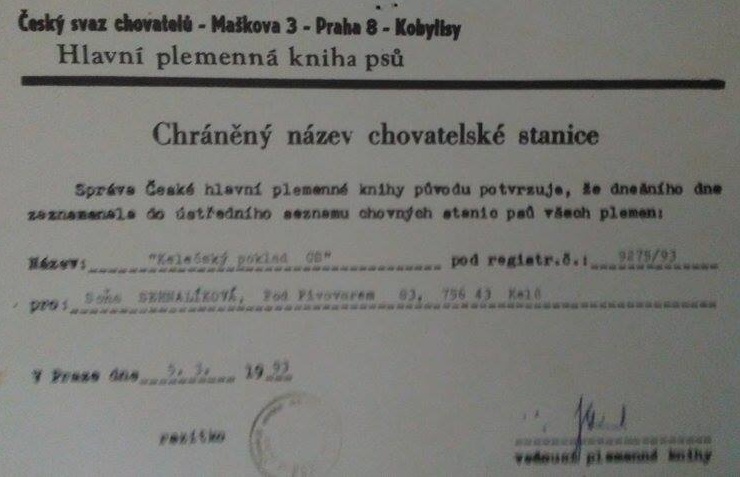 Český svaz chovatelů - Maškova 3 - Praha 8 - Kobylisy
Hlavní plemenná kniha psů
Chráněný název chovatelské stanice
Správa České hlavní plemenné knihy původu potvrzuje, že dnešního dne
zaznamenala do ústředního seznamu chovných stanic psů všech plemen:
Název: "Kelečský poklad CS" pod registr.č.: 9275/93
pro: Soňu Pod Pivovarem 83, 756 43 Kelč
V Praze dne 5. 3. 19 93
razítko
vedoucí plemenné knihy